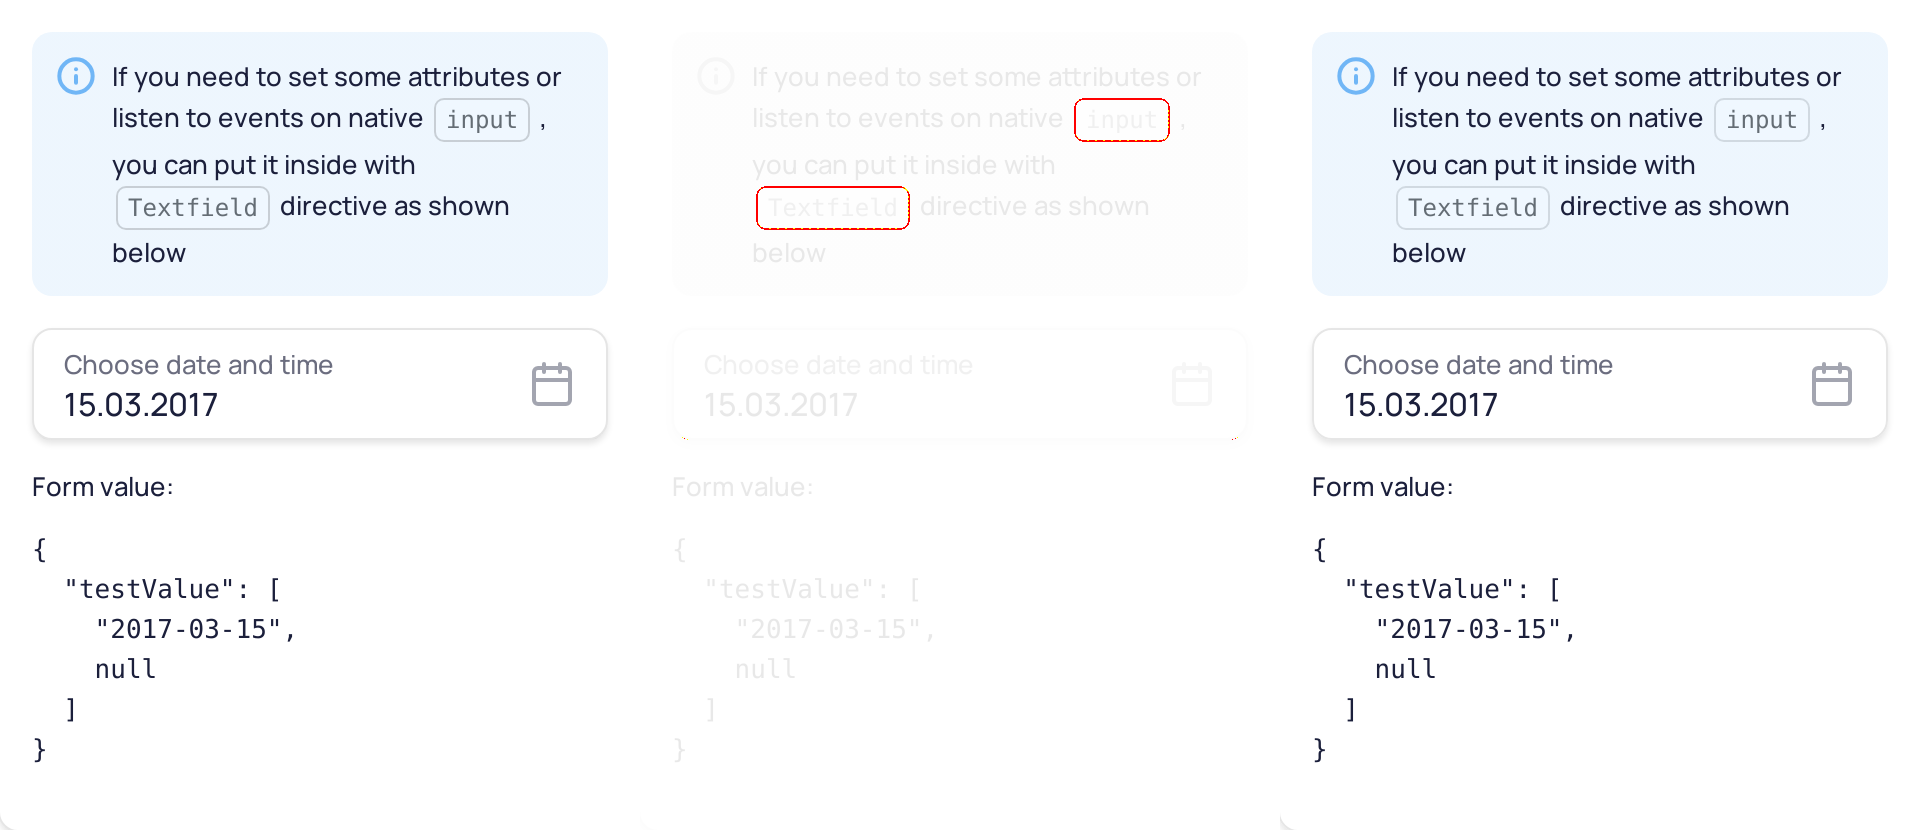 If you need to set some attributes or
listen to events on native input ,
you can put it inside with
Textfield directive as shown
below
Choose date and time
15.03.2017
Form value:
{
  "testValue": [
    "2017-03-15",
    null
  ]
}
If you need to set some attributes or
listen to events on native input ,
you can put it inside with
Textfield directive as shown
below
Choose date and time
15.03.2017
Form value:
{
  "testValue": [
    "2017-03-15",
    null
  ]
}
If you need to set some attributes or
listen to events on native input ,
you can put it inside with
Textfield directive as shown
below
Choose date and time
15.03.2017
Form value:
{
  "testValue": [
    "2017-03-15",
    null
  ]
}